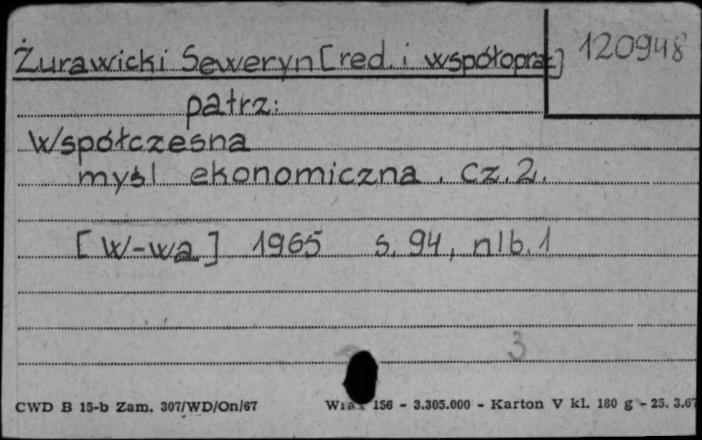 Żurawicki Seweryn [red. i współoprac.]
120948
patrz:
Współczesna
myśl ekonomiczna. Cz. 2.
[W-wa] 1965 s. 94, nlb. 1
3
CWD B 15-b Zam. 307/WD/On/67
156 - 3.305.000 - Karton V kl. 180 g - 25. 3.67